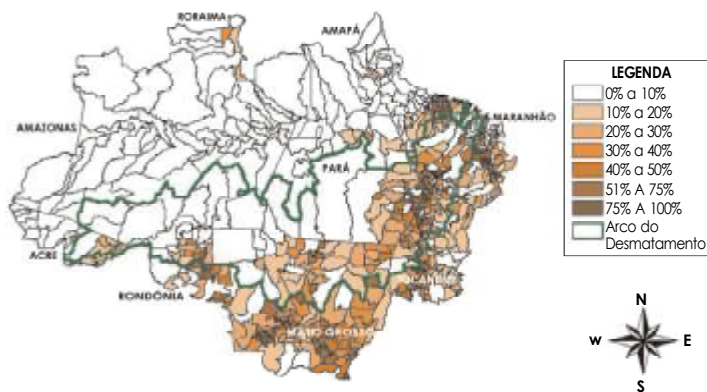 RORAIMA
AMAPÁ
AMAZONAS
MARANHÃO
PARÁ
ACRE
RONDÔNIA
MATO GROSSO
LEGENDA
0% a 10%
10% a 20%
20% a 30%
30% a 40%
40% a 50%
51% A 75%
75% A 100%
Arco do
Desmatamento
N
W
E
S